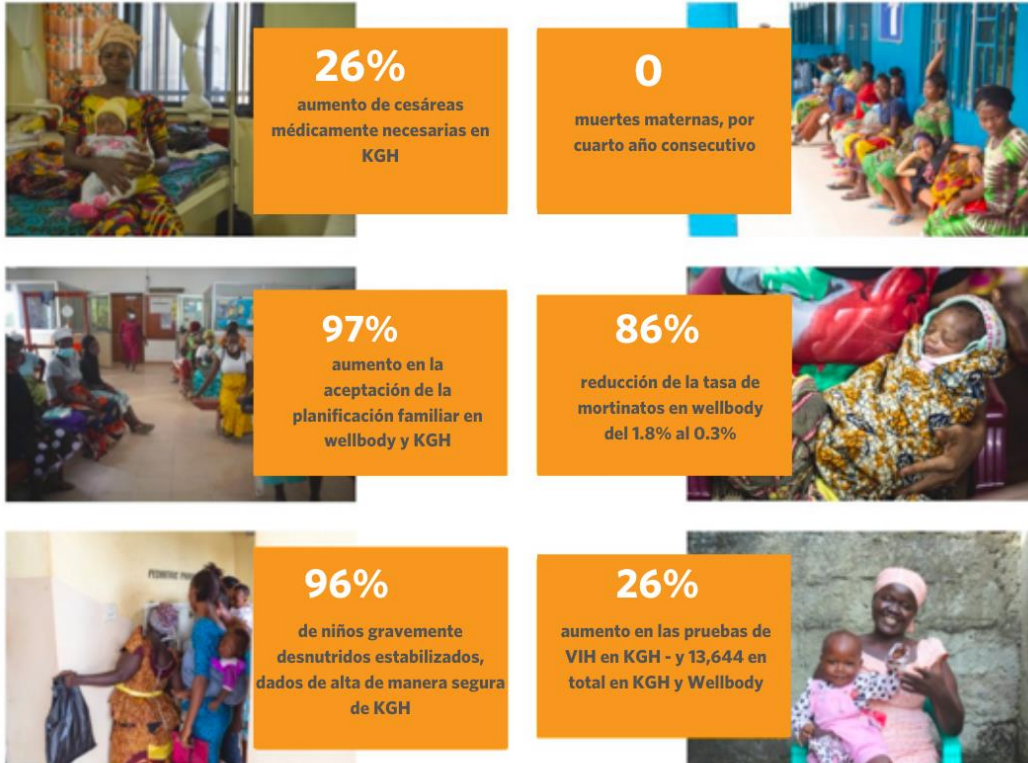 26%
aumento de cesáreas
médicamente necesarias en
KGH
0
muertes maternas, por
cuarto año consecutivo
97%
aumento en la
aceptación de la
planificación familiar en
wellbody y KGH
86%
reducción de la tasa de
mortinatos en wellbody
del 1.8% al 0.3%
PEDIATRIC
96%
de niños gravemente
desnutridos estabilizados,
dados de alta de manera segura
de KGH
26%
aumento en las pruebas de
VIH en KGH - y 13,644 en
total en KGH y Wellbody